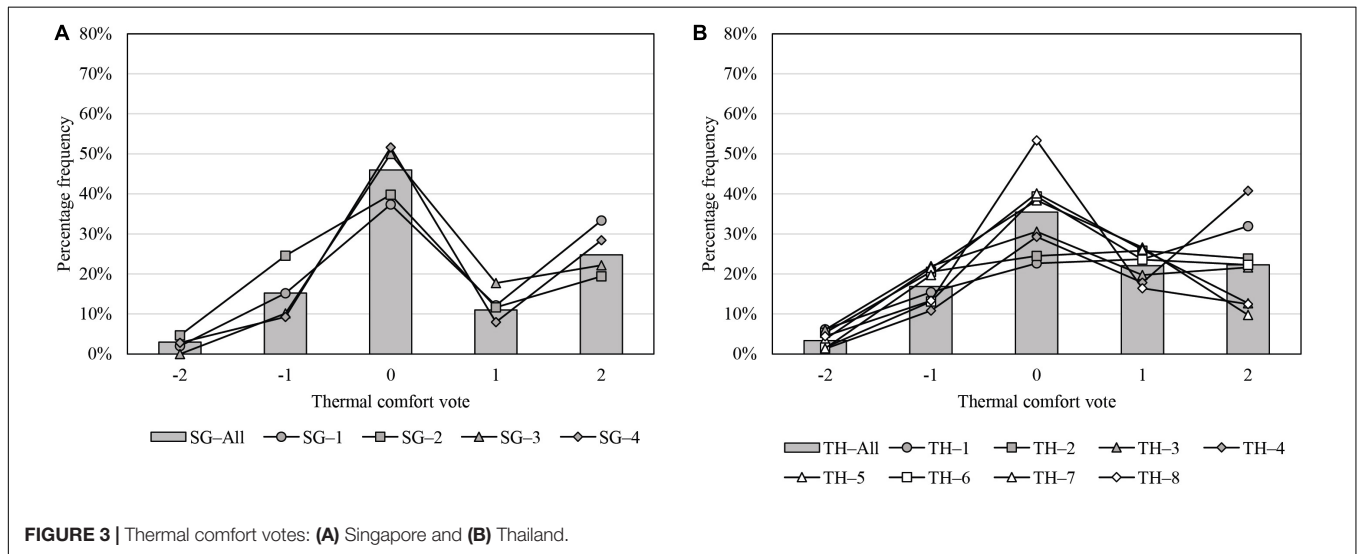 A
80%
70%
60%
50%
40%
30%
20%
10%
0%
Percentage frequency
-2 -1 0 1 2
Thermal comfort vote
SG–All SG–1 SG–2 SG–3 SG–4
B
80%
70%
60%
50%
40%
30%
20%
10%
0%
Percentage frequency
-2 -1 0 1 2
Thermal comfort vote
TH–All TH–1 TH–2 TH–3 TH–4
TH–5 TH–6 TH–7 TH–8
FIGURE 3 | Thermal comfort votes: (A) Singapore and (B) Thailand.